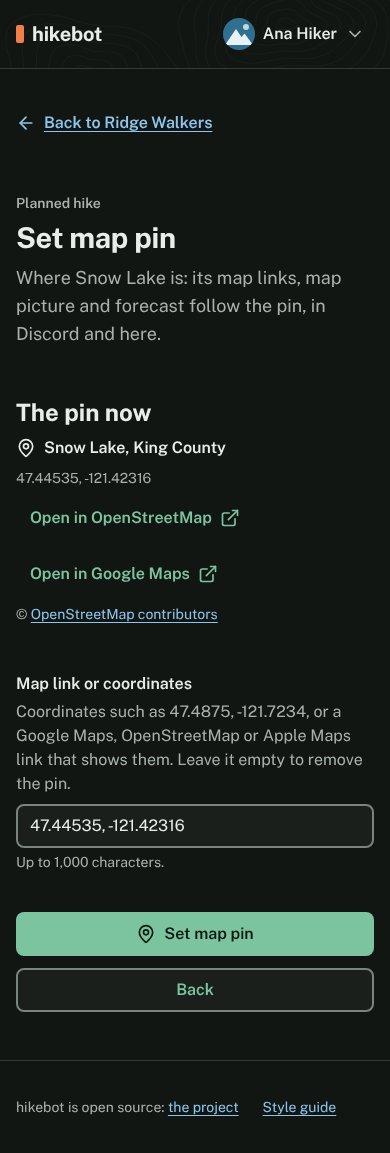 hikebot
Ana Hiker
Back to Ridge Walkers
Planned hike
Set map pin
Where Snow Lake is: its map links, map
picture and forecast follow the pin, in
Discord and here.
The pin now
Snow Lake, King County
47.44535, -121.42316
Open in OpenStreetMap
Open in Google Maps
© OpenStreetMap contributors
Map link or coordinates
Coordinates such as 47.4875, -121.7234, or a
Google Maps, OpenStreetMap or Apple Maps
link that shows them. Leave it empty to remove
the pin.
47.44535, -121.42316
Up to 1,000 characters.
Set map pin
Back
hikebot is open source: the project Style guide